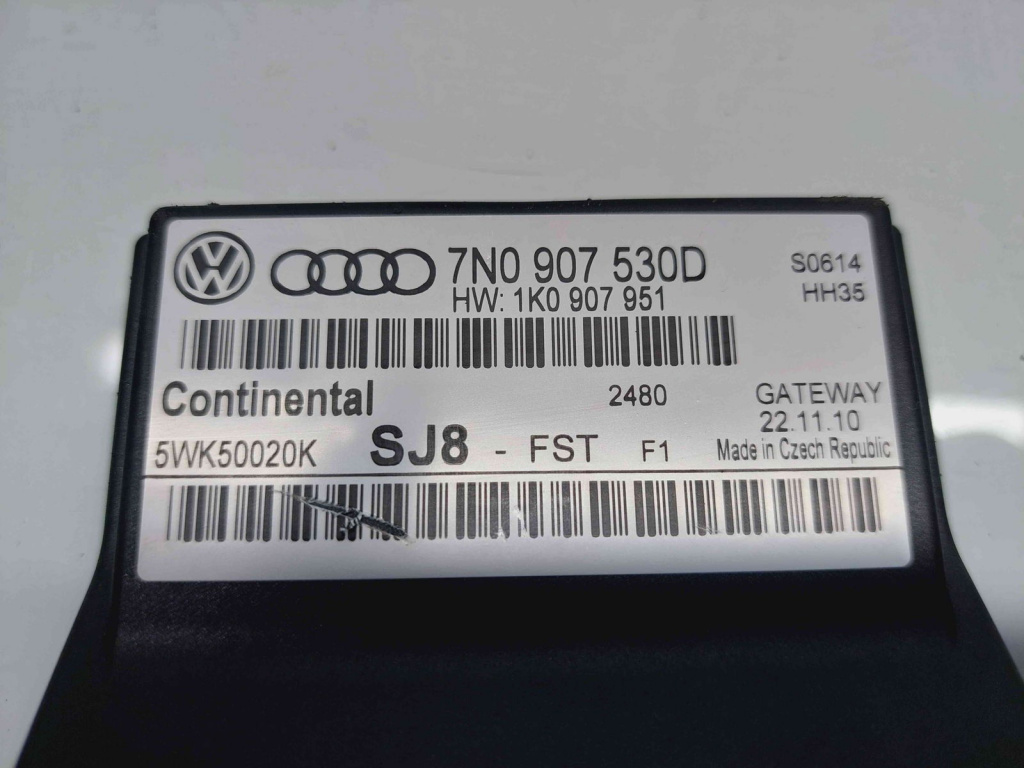 7N0 907 530D S0614
HW: 1K0 907 951 HH35
Continental 2480 GATEWAY
22.11.10
5WK50020K SJ8 - FST F1 Made in Czech Republic